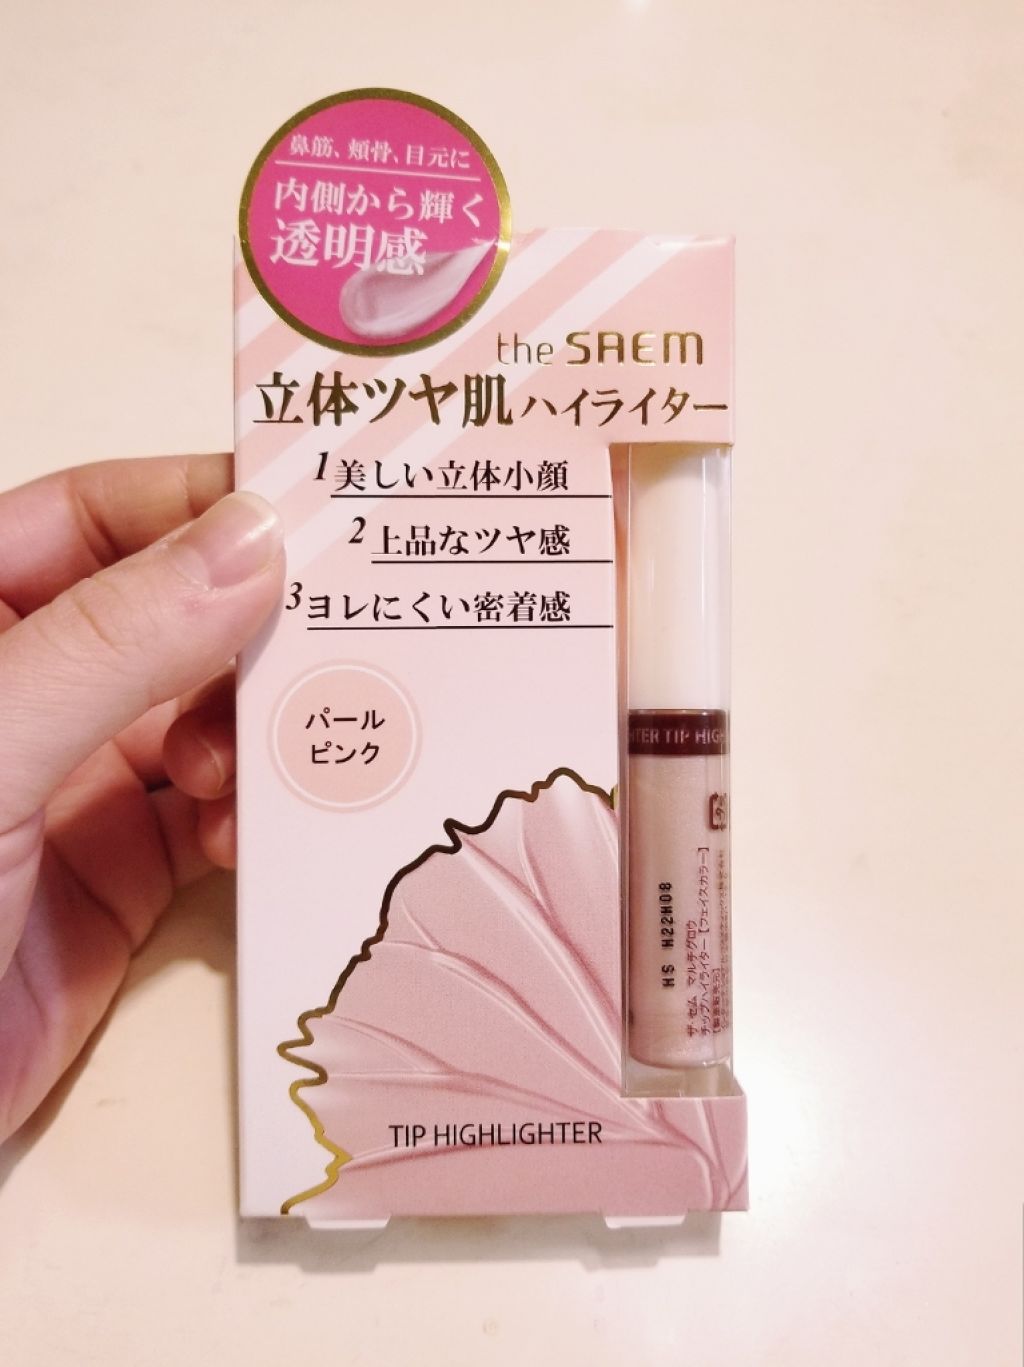 鼻筋、頬骨、目元に
内側から輝く
透明感
the SAEM
立体ツヤ肌ハイライター
1 美しい立体小顔
2 上品なツヤ感
3 ヨレにくい密着感
パール
ピンク
HTER TIP HIGH
HS H22H08
ザ・セム マルチグロウ
チップハイライター【フェイスカラー】
TIP HIGHLIGHTER